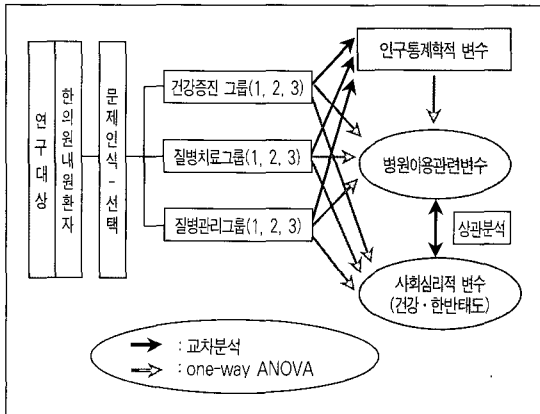 연구대상
한의원내원환자
문제인식-선택
건강증진 그룹(1, 2, 3)
질병치료그룹(1, 2, 3)
질병관리그룹(1, 2, 3)
인구통계학적 변수
병원이용관련변수
상관분석
사회심리적 변수
(건강·한반태도)
: 교차분석
: one-way ANOVA